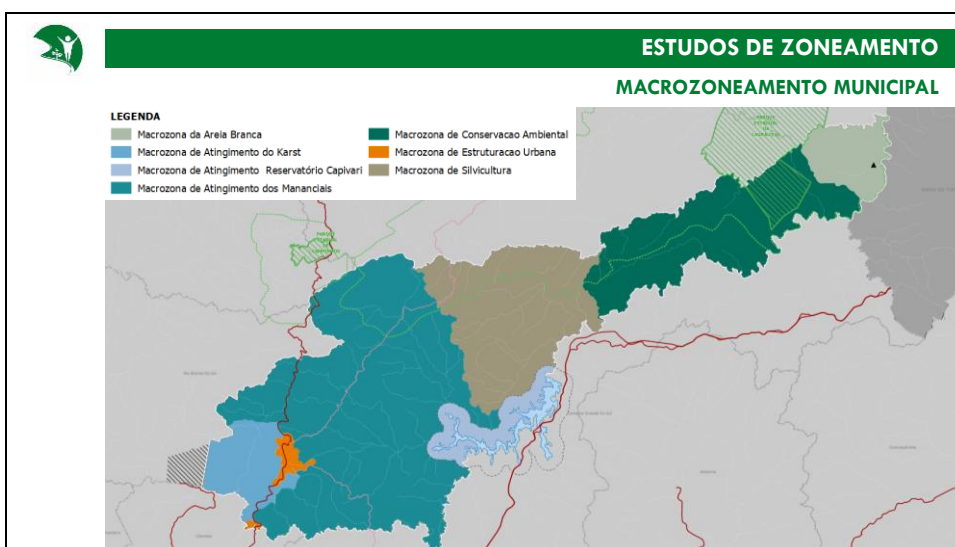 ESTUDOS DE ZONEAMENTO
MACROZONEAMENTO MUNICIPAL
LEGENDA
Macrozona da Areia Branca
Macrozona de Atingimento do Karst
Macrozona de Atingimento Reservatório Capivari
Macrozona de Atingimento dos Mananciais
Macrozona de Conservacao Ambiental
Macrozona de Estruturacao Urbana
Macrozona de Silvicultura